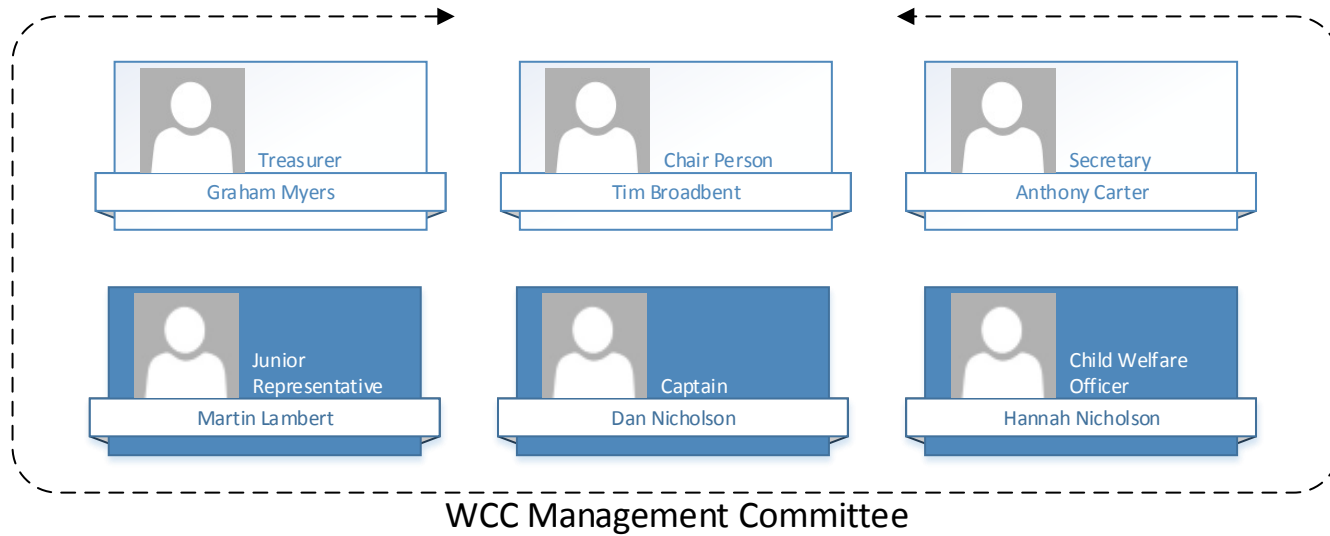 Treasurer
Graham Myers
Chair Person
Tim Broadbent
Secretary
Anthony Carter
Junior
Representative
Martin Lambert
Captain
Dan Nicholson
Child Welfare
Officer
Hannah Nicholson
WCC Management Committee